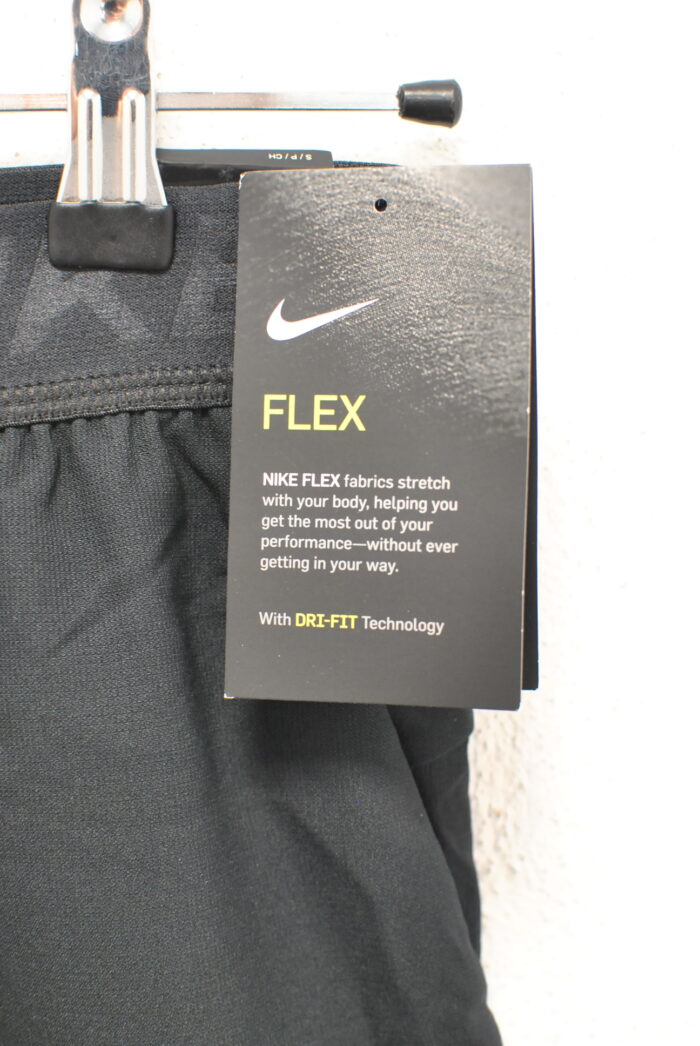 S / P / CH
FLEX
NIKE FLEX fabrics stretch
with your body, helping you
get the most out of your
performance—without ever
getting in your way.
With DRI-FIT Technology